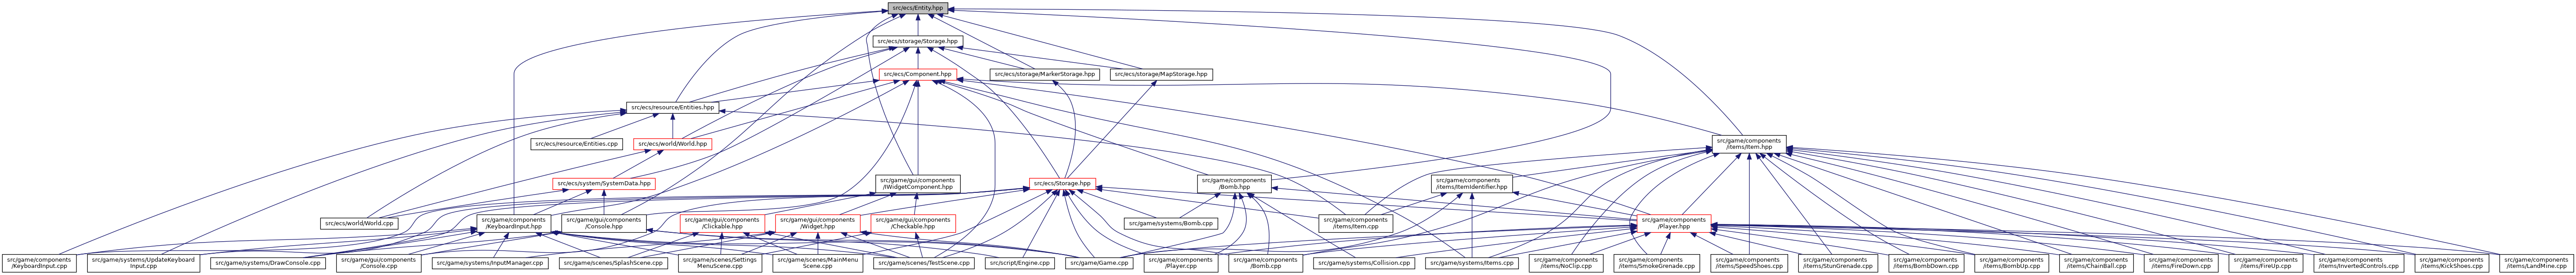 src/ecs/Entity.hpp
src/ecs/storage/Storage.hpp
src/ecs/Component.hpp
src/ecs/storage/MarkerStorage.hpp
src/ecs/storage/MapStorage.hpp
src/ecs/resource/Entities.hpp
src/ecs/resource/Entities.cpp
src/ecs/world/World.hpp
src/game/components
/items/Item.hpp
src/ecs/system/SystemData.hpp
src/game/gui/components
/IWidgetComponent.hpp
src/ecs/Storage.hpp
src/game/components
/Bomb.hpp
src/game/components
/items/ItemIdentifier.hpp
src/ecs/world/World.cpp
src/game/components
/KeyboardInput.hpp
src/game/gui/components
/Console.hpp
src/game/gui/components
/Clickable.hpp
src/game/gui/components
/Widget.hpp
src/game/gui/components
/Checkable.hpp
src/game/systems/Bomb.cpp
src/game/components
/items/Item.cpp
src/game/components
/Player.hpp
src/game/components
/KeyboardInput.cpp
src/game/systems/UpdateKeyboard
Input.cpp
src/game/systems/DrawConsole.cpp
src/game/gui/components
/Console.cpp
src/game/systems/InputManager.cpp
src/game/scenes/SplashScene.cpp
src/game/scenes/Settings
MenuScene.cpp
src/game/scenes/MainMenu
Scene.cpp
src/game/scenes/TestScene.cpp
src/script/Engine.cpp
src/game/Game.cpp
src/game/components
/Player.cpp
src/game/components
/Bomb.cpp
src/game/systems/Collision.cpp
src/game/systems/Items.cpp
src/game/components
/items/NoClip.cpp
src/game/components
/items/SmokeGrenade.cpp
src/game/components
/items/SpeedShoes.cpp
src/game/components
/items/StunGrenade.cpp
src/game/components
/items/BombDown.cpp
src/game/components
/items/BombUp.cpp
src/game/components
/items/ChainBall.cpp
src/game/components
/items/FireDown.cpp
src/game/components
/items/FireUp.cpp
src/game/components
/items/InvertedControls.cpp
src/game/components
/items/KickShoes.cpp
src/game/components
/items/LandMine.cpp